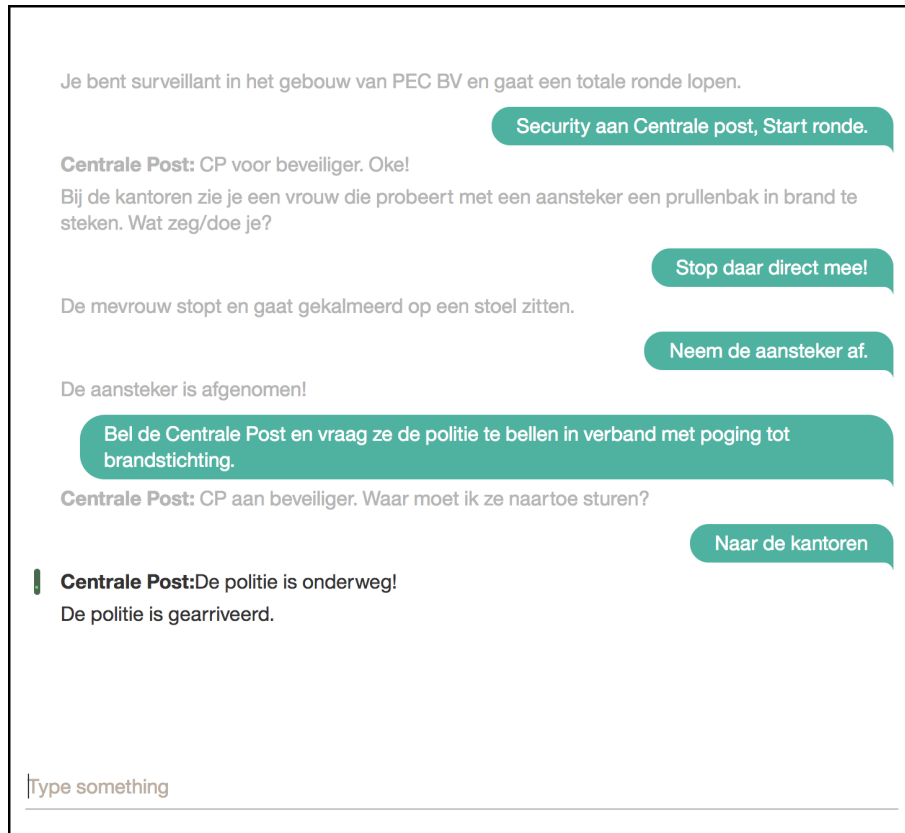 Je bent surveillant in het gebouw van PEC BV en gaat een totale ronde lopen.
Security aan Centrale post, Start ronde.
Centrale Post: CP voor beveiliger. Oke!
Bij de kantoren zie je een vrouw die probeert met een aansteker een prullenbak in brand te
steken. Wat zeg/doe je?
Stop daar direct mee!
De mevrouw stopt en gaat gekalmeerd op een stoel zitten.
Neem de aansteker af.
De aansteker is afgenomen!
Bel de Centrale Post en vraag ze de politie te bellen in verband met poging tot
brandstichting.
Centrale Post: CP aan beveiliger. Waar moet ik ze naartoe sturen?
Naar de kantoren
Centrale Post:De politie is onderweg!
De politie is gearriveerd.
Type something